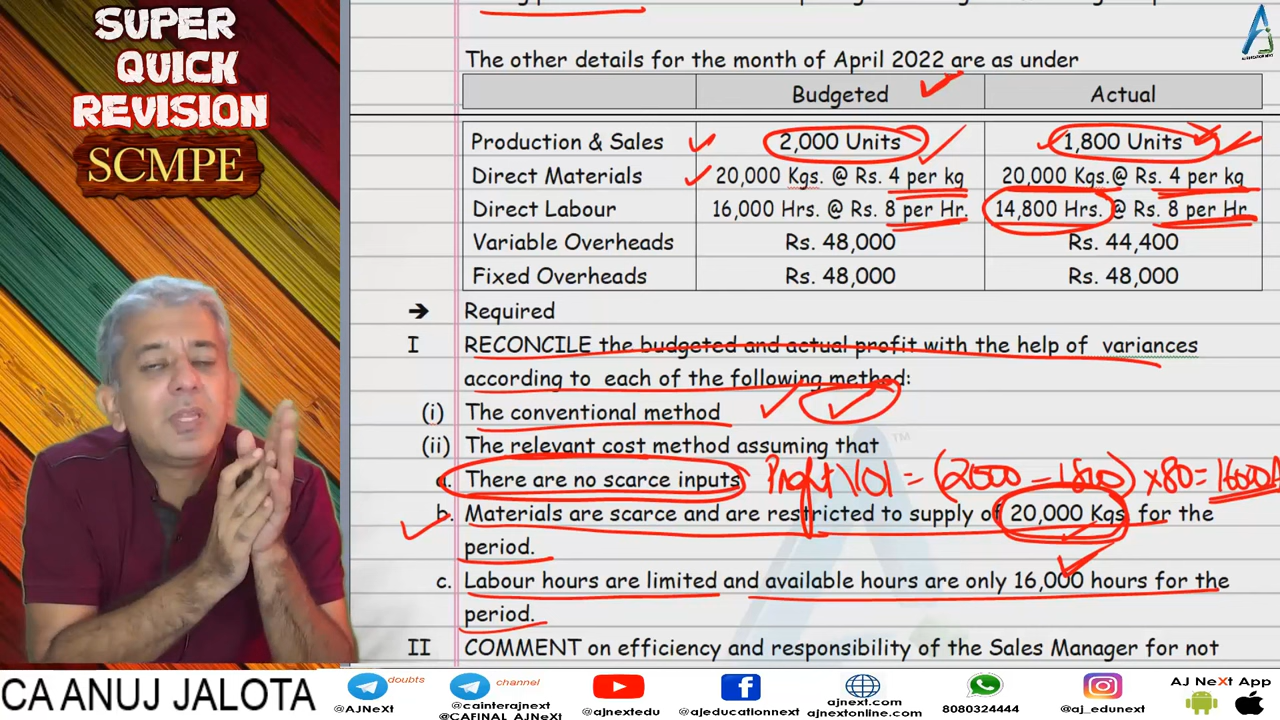 SUPER
QUICK
REVISION
SCMPE
The other details for the month of April 2022 are as under
Budgeted Actual
Production & Sales 2,000 Units 1,800 Units
Direct Materials 20,000 Kgs. @ Rs. 4 per kg 20,000 Kgs.@ Rs. 4 per kg
Direct Labour 16,000 Hrs. @ Rs. 8 per Hr. 14,800 Hrs. @ Rs. 8 per Hr
Variable Overheads Rs. 48,000 Rs. 44,400
Fixed Overheads Rs. 48,000 Rs. 48,000
→ Required
I RECONCILE the budgeted and actual profit with the help of variances
according to each of the following method:
(i) The conventional method
(ii) The relevant cost method assuming that
a. There are no scarce inputs Profit Vol = (2000 - 1800) x80 = 16000A
b. Materials are scarce and are restricted to supply of 20,000 Kgs for the
period.
c. Labour hours are limited and available hours are only 16,000 hours for the
period.
II COMMENT on efficiency and responsibility of the Sales Manager for not
CA ANUJ JALOTA
doubts
@AJNeXt
channel
@cainterajnext
@CAFINAL_AJNeXt
@ajnextedu
@ajeducationnext
ajnext.com
ajnextonline.com
8080324444
@aj_edunext
AJ NeXt App